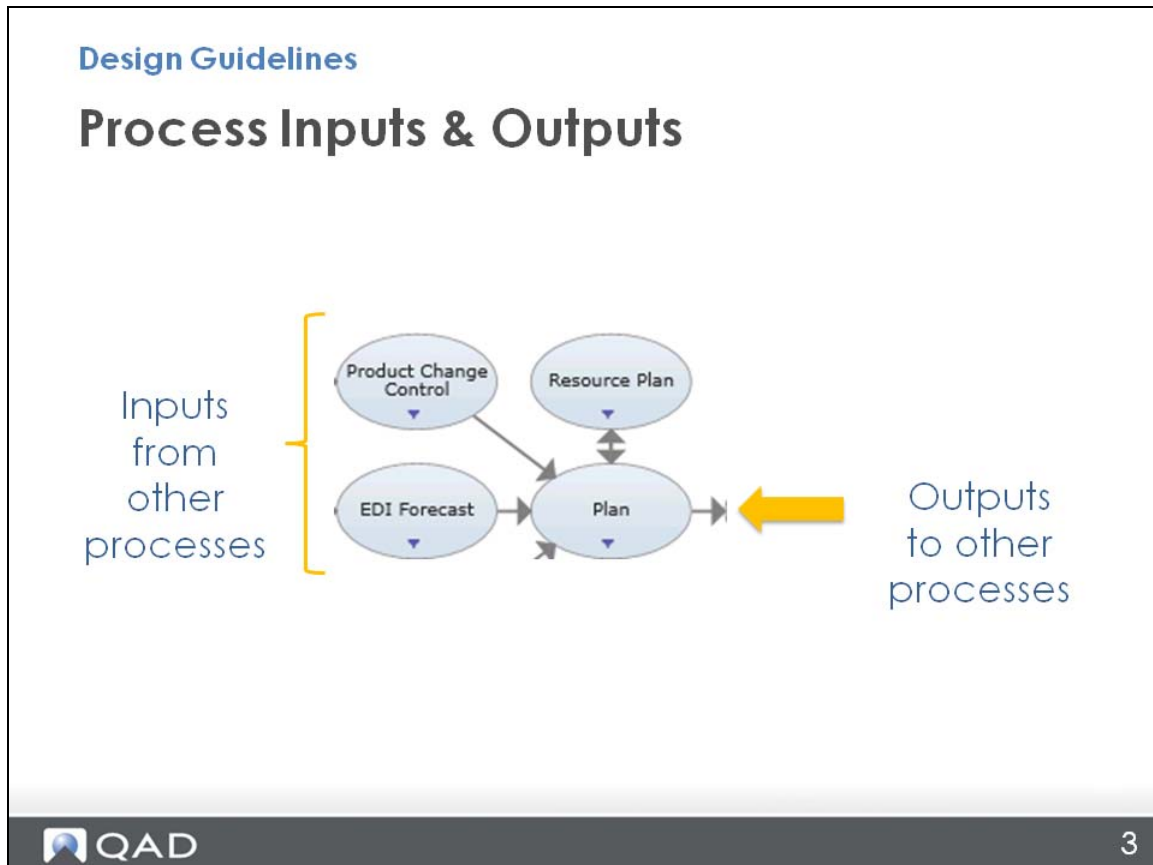 Design Guidelines
Process Inputs & Outputs
Inputs
from
other
processes
Product Change
Control
Resource Plan
EDI Forecast
Plan
Outputs
to other
processes
QAD
3